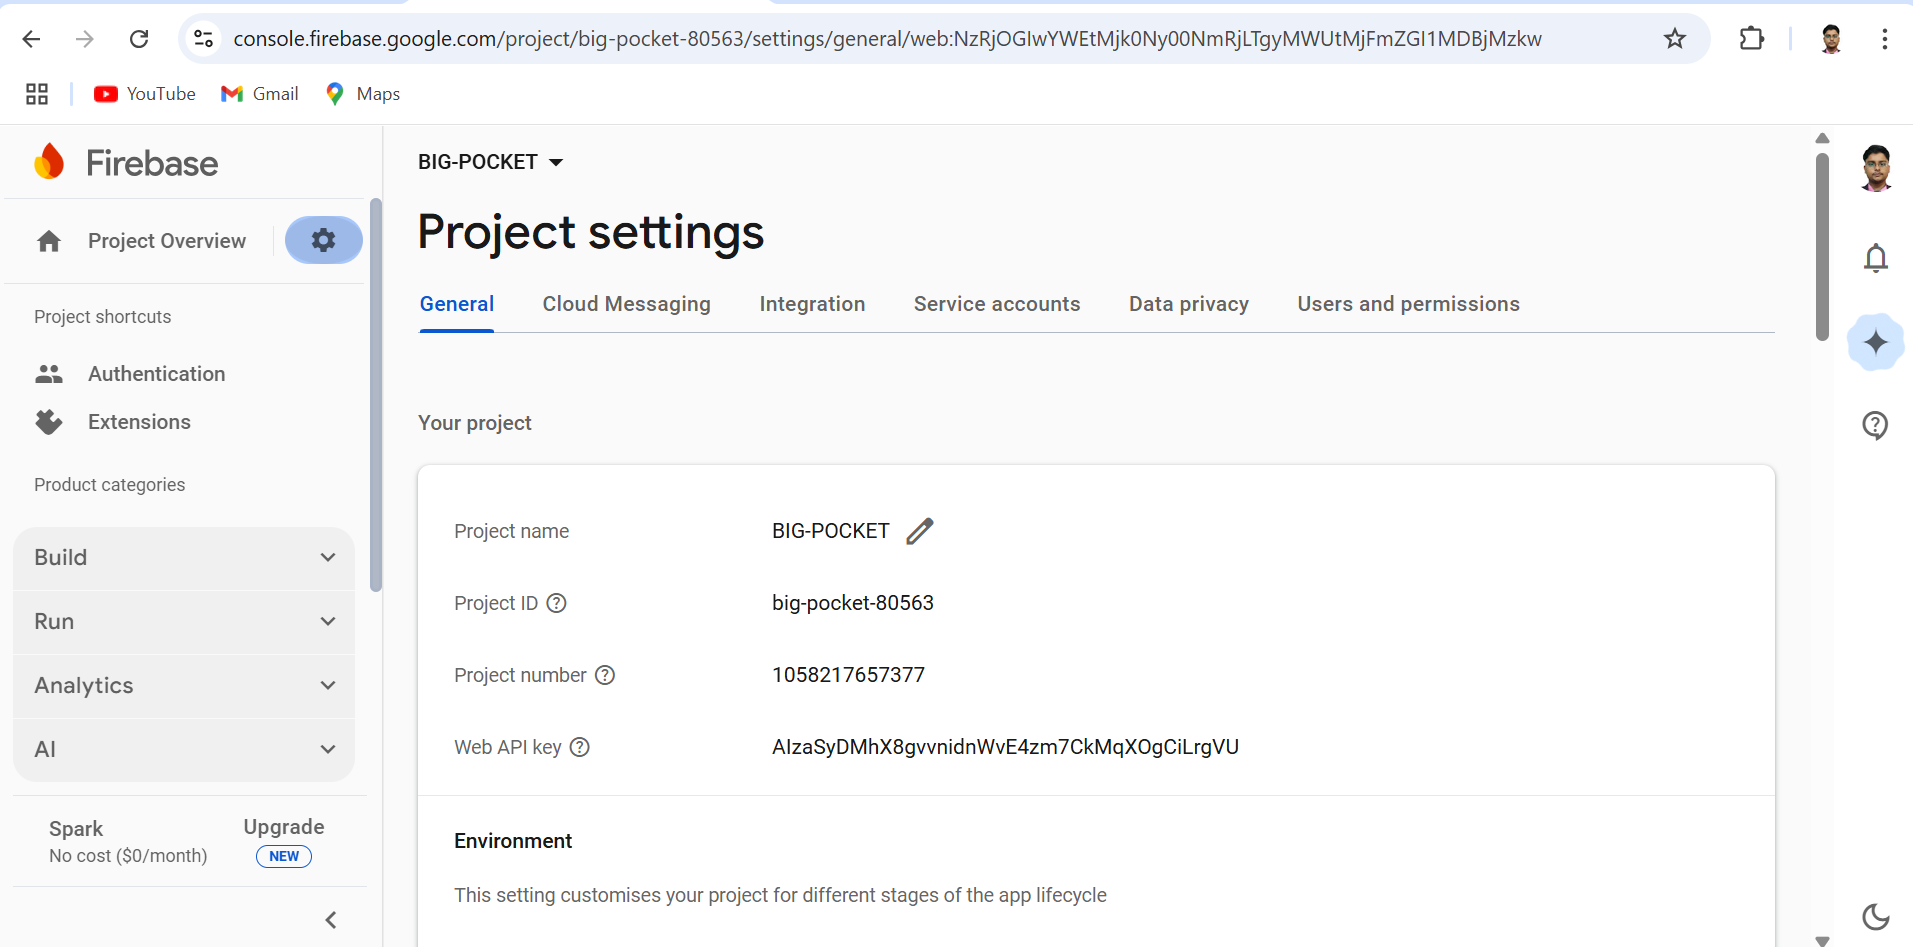 console.firebase.google.com/project/big-pocket-80563/settings/general/web:NzRjOGIwYWEtMjk0Ny00NmRjLTgyMWUtMjFmZGI1MDBjMzkw
YouTube
Gmail
Maps
Firebase
Project Overview
Project shortcuts
Authentication
Extensions
Product categories
Build
Run
Analytics
AI
Spark
No cost ($0/month)
Upgrade
NEW
BIG-POCKET
Project settings
General
Cloud Messaging
Integration
Service accounts
Data privacy
Users and permissions
Your project
Project name
BIG-POCKET
Project ID
big-pocket-80563
Project number
1058217657377
Web API key
AIzaSyDMhX8gvvnidnWvE4zm7CkMqXOgCiLrgVU
Environment
This setting customises your project for different stages of the app lifecycle